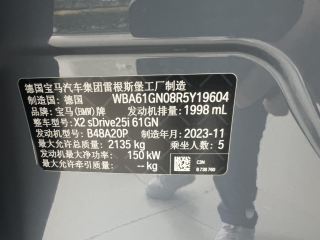 德国宝马汽车集团雷根斯堡工厂制造
制造国：德国 WBA61GN08R5Y19604
品牌：宝马(BMW)牌 发动机排量：1998 mL
整车型号：X2 sDrive25i 61GN
发动机型号：B48A20P 制造年月：2023-11
最大允许总质量：2135 kg 乘坐人数：5
发动机最大净功率：150 kW
最大允许牵引质量：-- kg
C3N